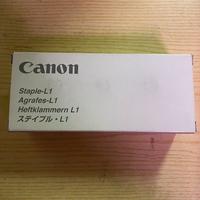 Canon
Staple-L1
Agrafes-L1
Heftklammern L1
ステイプル・L1